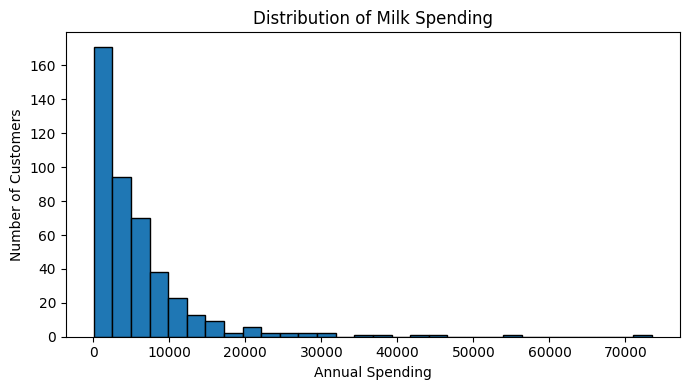 Distribution of Milk Spending
160
140
120
100
80
60
40
20
0
Number of Customers
0 10000 20000 30000 40000 50000 60000 70000
Annual Spending